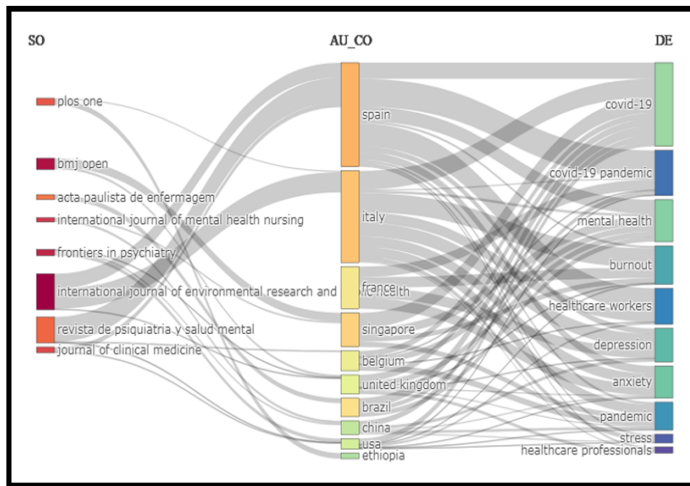 SO
AU_CO
DE
plos one
bmj open
acta paulista de enfermagem
international journal of mental health nursing
frontiers in psychiatry
international journal of environmental research and public health
revista de psiquiatria y salud mental
journal of clinical medicine
spain
italy
france
singapore
belgium
united kingdom
brazil
china
usa
ethiopia
covid-19
covid-19 pandemic
mental health
burnout
healthcare workers
depression
anxiety
pandemic
stress
healthcare professionals